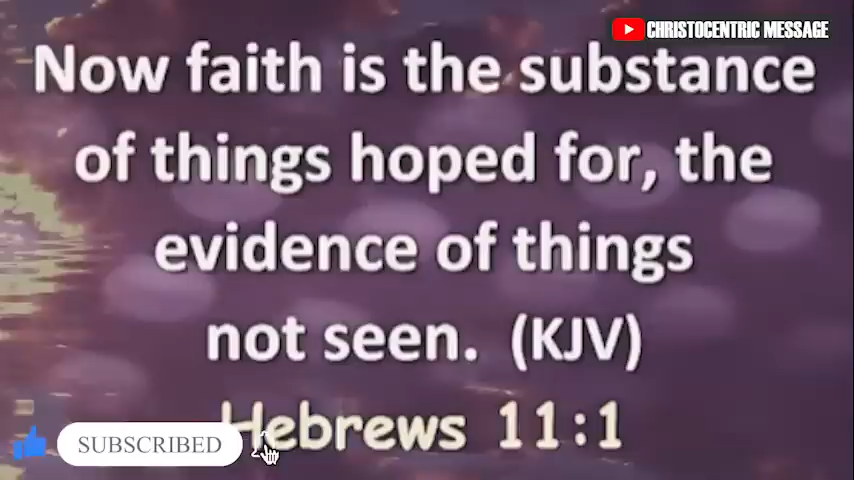 CHRISTOCENTRIC MESSAGE
Now faith is the substance
of things hoped for, the
evidence of things
not seen. (KJV)
Hebrews 11:1
SUBSCRIBED